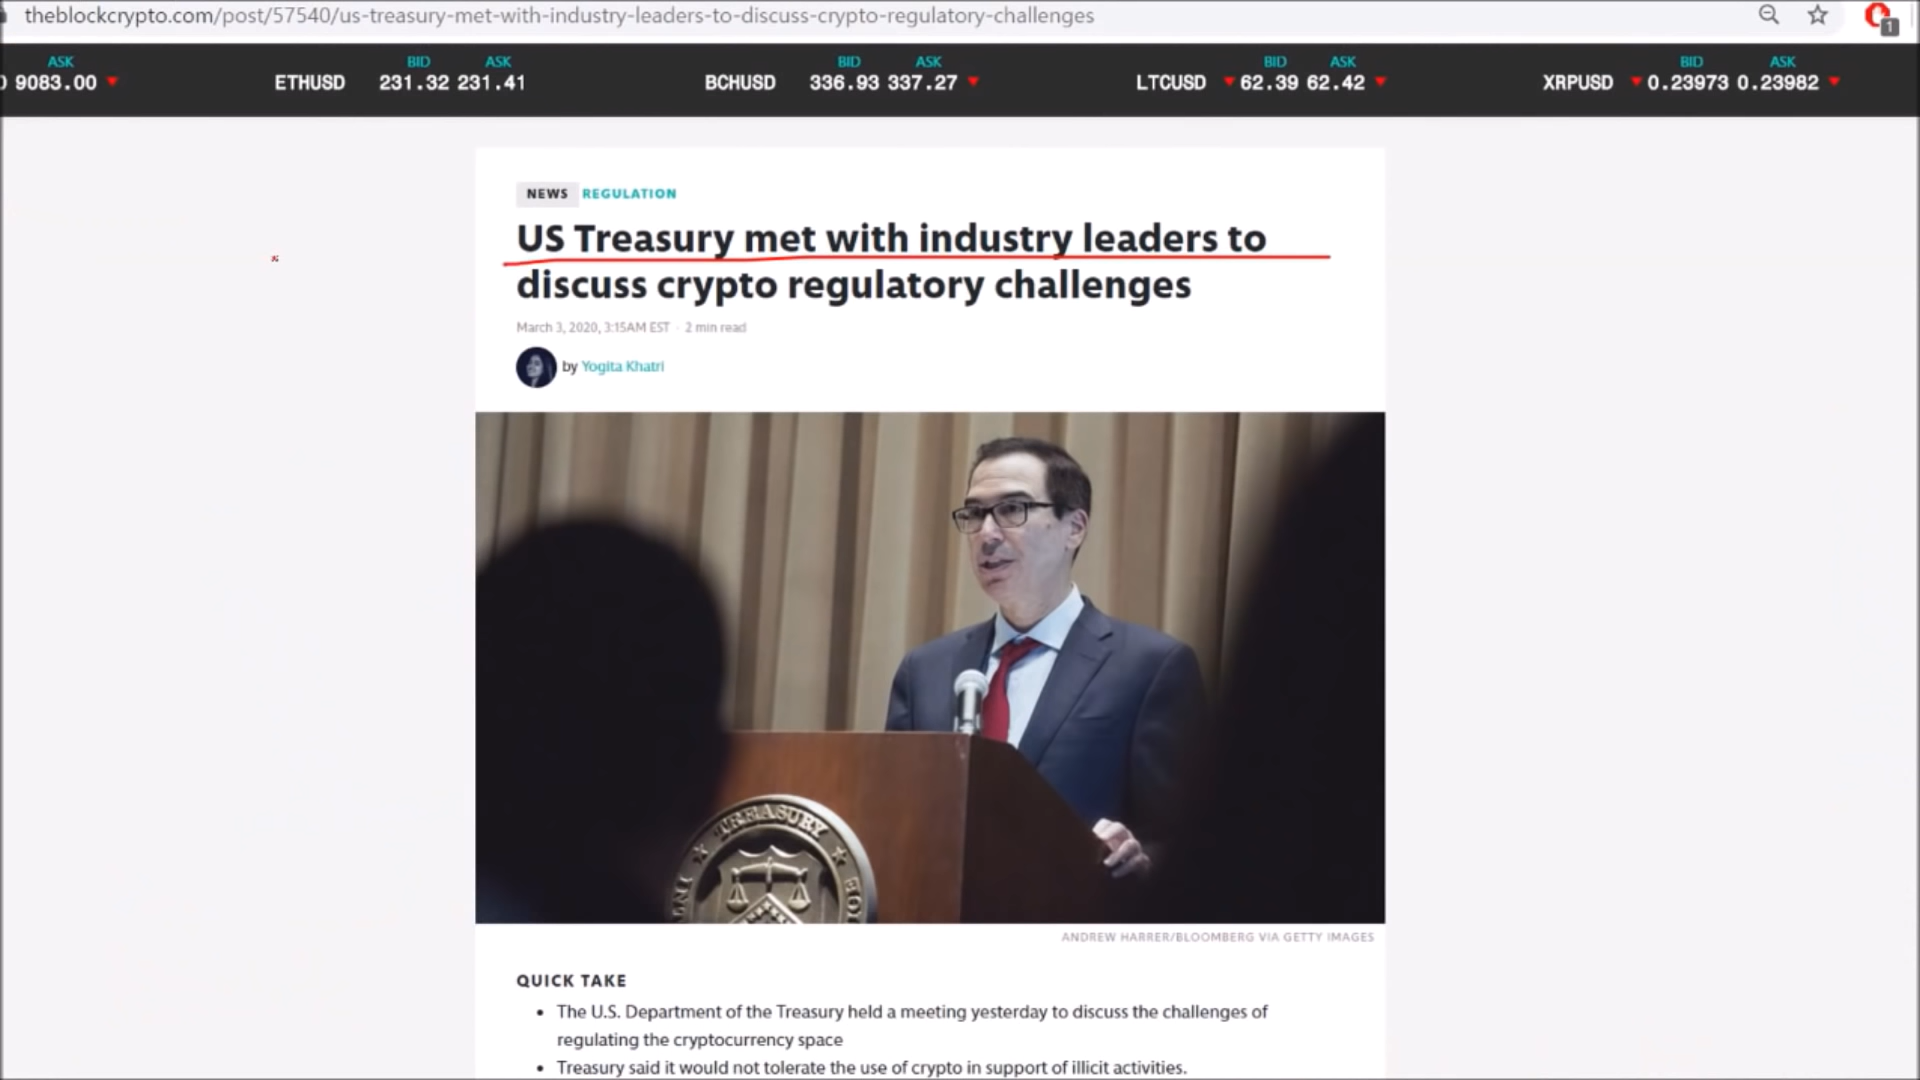 theblockcrypto.com/post/57540/us-treasury-met-with-industry-leaders-to-discuss-crypto-regulatory-challenges
1
ASK BID ASK BID ASK BID ASK BID ASK
9083.00 ETHUSD 231.32 231.41 BCHUSD 336.93 337.27 LTCUSD 62.39 62.42 XRPUSD 0.23973 0.23982
NEWS REGULATION
US Treasury met with industry leaders to
discuss crypto regulatory challenges
March 3, 2020, 3:15AM EST · 2 min read
by Yogita Khatri
TREASURY
ANDREW HARRER/BLOOMBERG VIA GETTY IMAGES
QUICK TAKE
• The U.S. Department of the Treasury held a meeting yesterday to discuss the challenges of
regulating the cryptocurrency space
• Treasury said it would not tolerate the use of crypto in support of illicit activities.